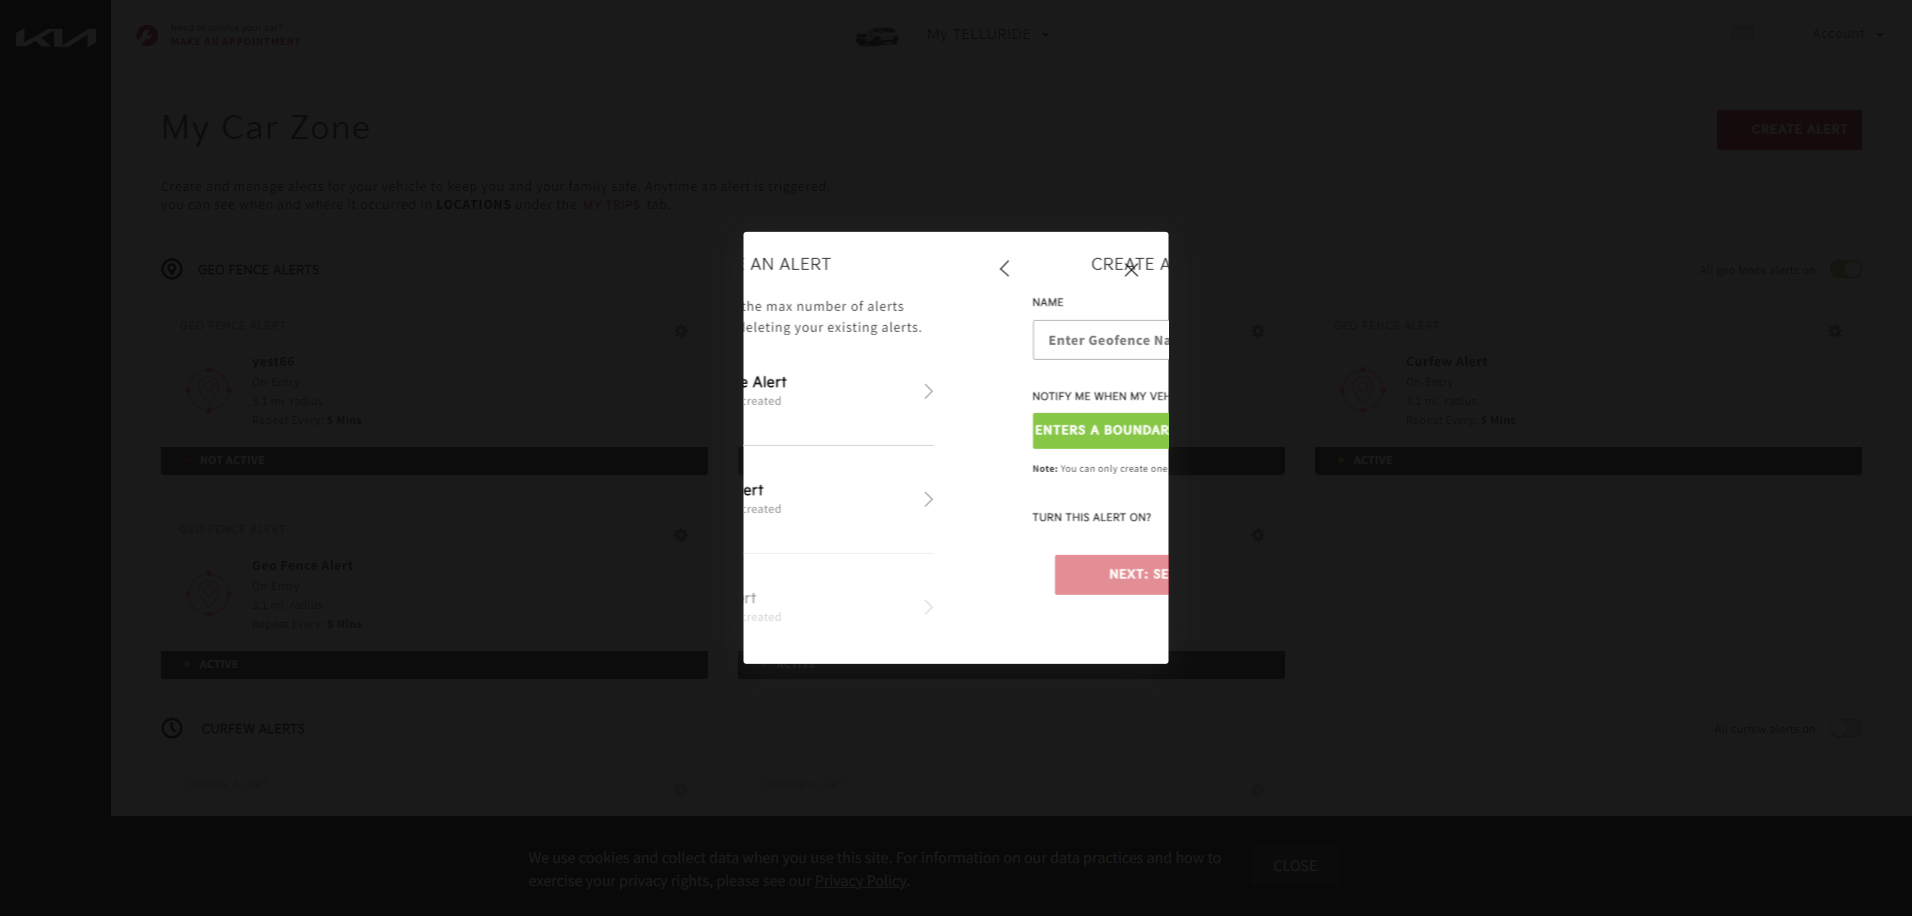 KIA
Need to service your car?
MAKE AN APPOINTMENT
My TELLURIDE
Account
My Car Zone
CREATE ALERT
Create and manage alerts for your vehicle to keep you and your family safe. Anytime an alert is triggered,
you can see when and where it occurred in LOCATIONS under the MY TRIPS tab.
GEO FENCE ALERTS
All geo fence alerts on
GEO FENCE ALERT
yest66
On-Entry
3.1 mi. radius
Repeat Every: 5 Mins
NOT ACTIVE
GEO FENCE ALERT
Curfew Alert
On-Entry
3.1 mi. radius
Repeat Every: 5 Mins
ACTIVE
GEO FENCE ALERT
Geo Fence Alert
On-Entry
3.1 mi. radius
Repeat Every: 5 Mins
ACTIVE
ACTIVE
AN ALERT
the max number of alerts
deleting your existing alerts.
e Alert
created
ert
created
rt
created
CREATE A
NAME
Enter Geofence Na
NOTIFY ME WHEN MY VEH
ENTERS A BOUNDAR
Note: You can only create one
TURN THIS ALERT ON?
NEXT: SE
CURFEW ALERTS
All curfew alerts on
CURFEW ALERT
CURFEW ALERT
We use cookies and collect data when you use this site. For information on our data practices and how to
exercise your privacy rights, please see our Privacy Policy.
CLOSE